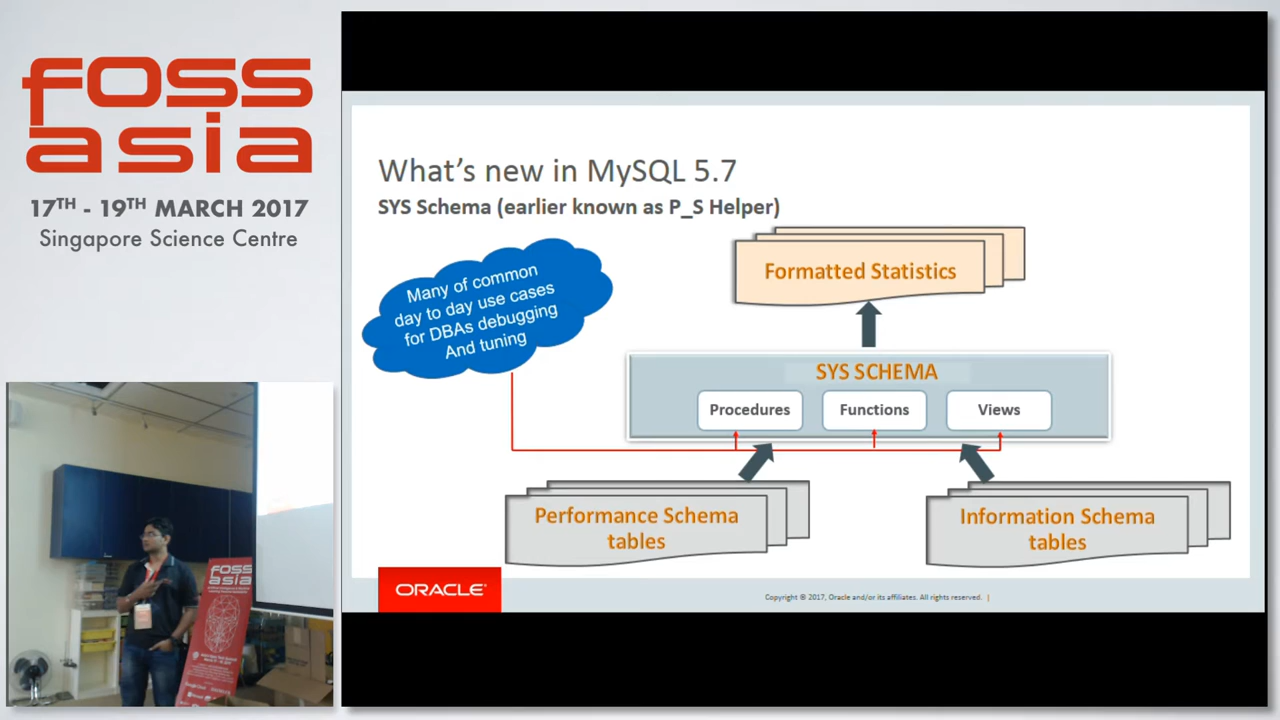 foss
asia
17TH - 19TH MARCH 2017
Singapore Science Centre
What's new in MySQL 5.7
SYS Schema (earlier known as P_S Helper)
Many of common
day to day use cases
for DBAs debugging
And tuning
Formatted Statistics
SYS SCHEMA
Procedures
Functions
Views
Performance Schema
tables
Information Schema
tables
ORACLE
Copyright © 2017, Oracle and/or its affiliates. All rights reserved. |
foss
asia